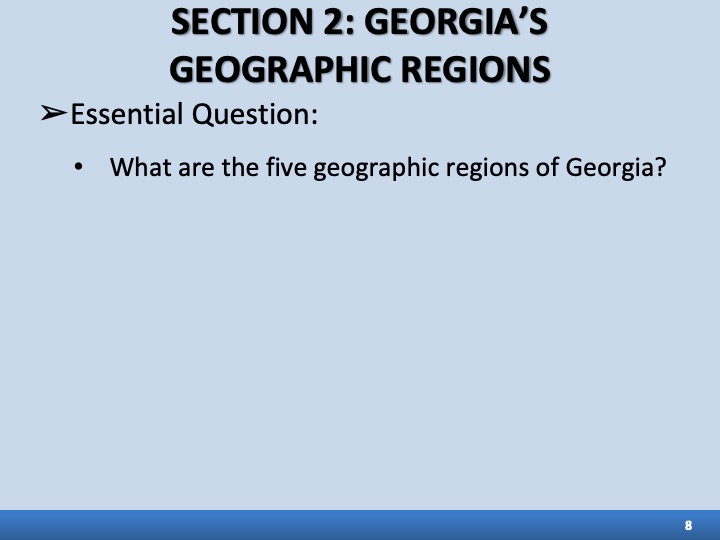 SECTION 2: GEORGIA’S
GEOGRAPHIC REGIONS
➢Essential Question:
• What are the five geographic regions of Georgia?
8